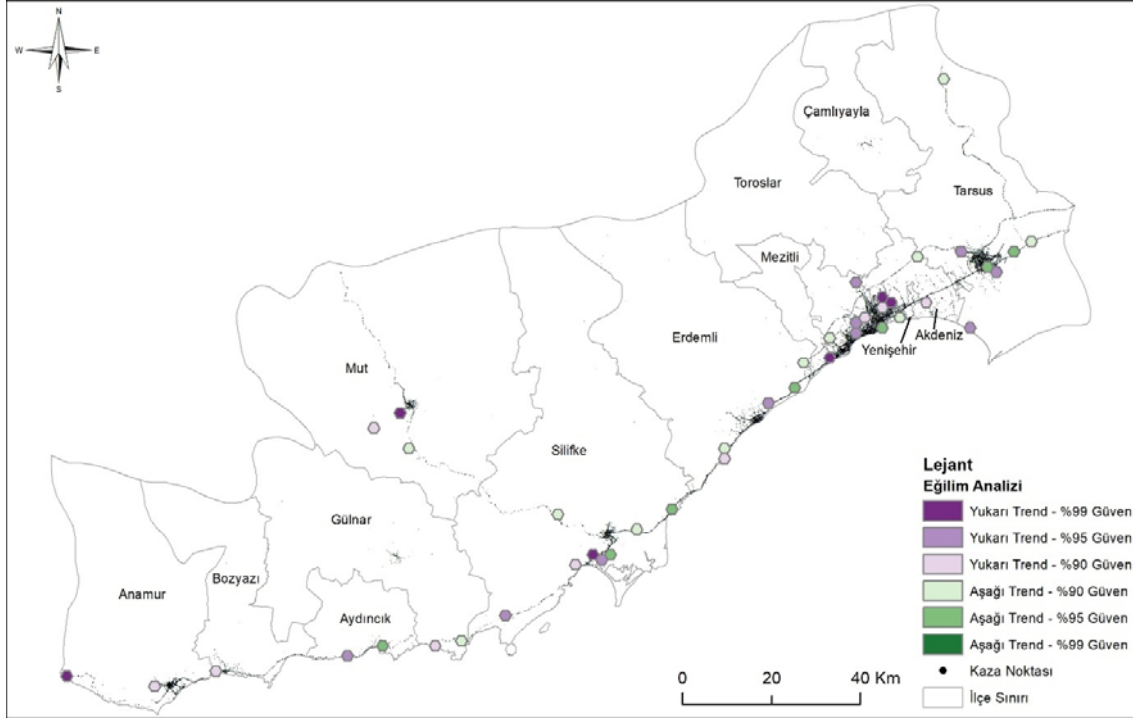 N
W
E
S
Çamlıyayla
Toroslar
Tarsus
Mezitli
Erdemli
Akdeniz
Yenişehir
Mut
Silifke
Gülnar
Bozyazı
Anamur
Aydıncık
Lejant
Eğilim Analizi
Yukarı Trend - %99 Güven
Yukarı Trend - %95 Güven
Yukarı Trend - %90 Güven
Aşağı Trend - %90 Güven
Aşağı Trend - %95 Güven
Aşağı Trend - %99 Güven
Kaza Noktası
İlçe Sınırı
0 20 40 Km